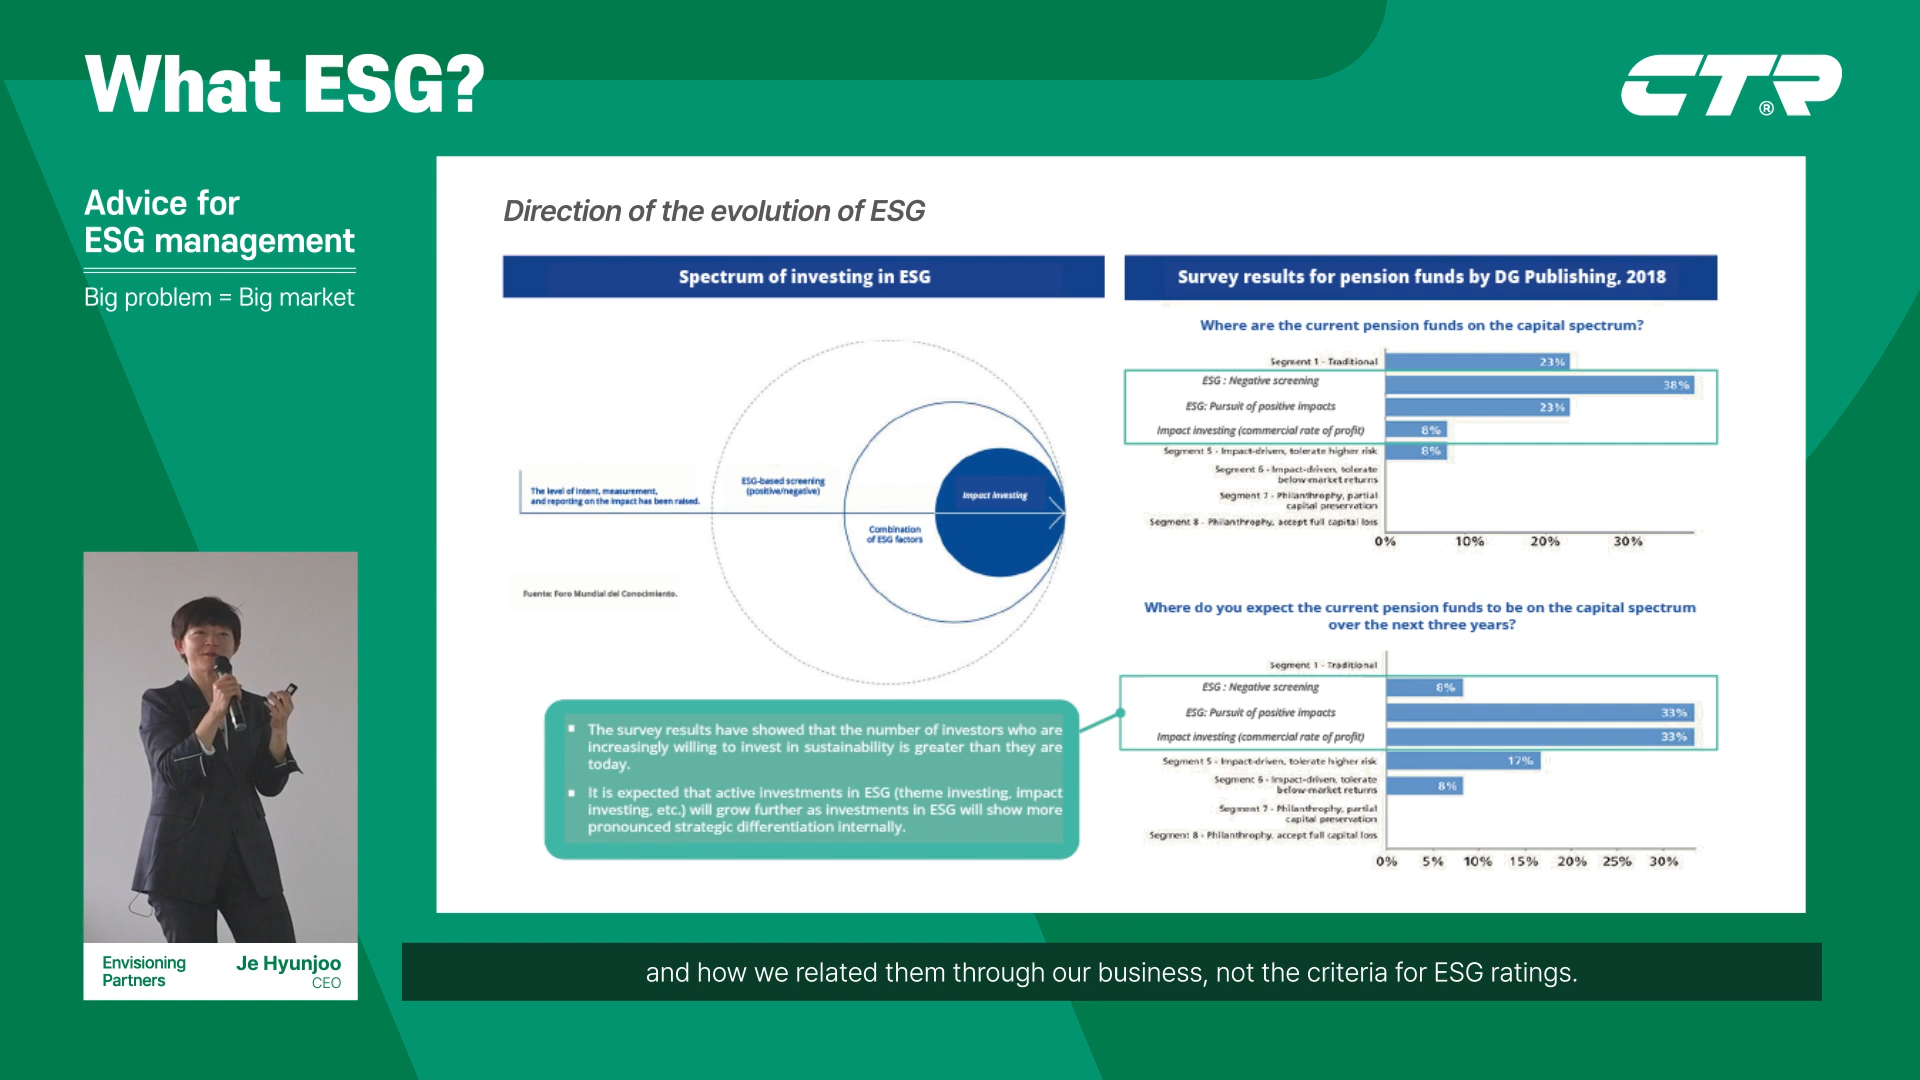 What ESG?
CTR®
Advice for
ESG management
Big problem = Big market
Direction of the evolution of ESG
Spectrum of investing in ESG
The level of intent, measurement,
and reporting on the impact has been raised.
ESG-based screening
(positive/negative)
Combination
of ESG factors
Impact investing
Fuente: Foro Mundial del Conocimiento.
▪ The survey results have showed that the number of investors who are
increasingly willing to invest in sustainability is greater than they are
today.
▪ It is expected that active investments in ESG (theme investing, impact
investing, etc.) will grow further as investments in ESG will show more
pronounced strategic differentiation internally.
Survey results for pension funds by DG Publishing, 2018
Where are the current pension funds on the capital spectrum?
Segment 1 - Traditional 23%
ESG : Negative screening 38%
ESG: Pursuit of positive impacts 23%
Impact investing (commercial rate of profit) 8%
Segment 5 - Impact-driven, tolerate higher risk 8%
Segment 6 - Impact-driven, tolerate
below-market returns
Segment 7 - Philanthropy, partial
capital preservation
Segment 8 - Philanthropy, accept full capital loss
0% 10% 20% 30%
Where do you expect the current pension funds to be on the capital spectrum
over the next three years?
Segment 1 - Traditional
ESG : Negative screening 8%
ESG: Pursuit of positive impacts 33%
Impact investing (commercial rate of profit) 33%
Segment 5 - Impact-driven, tolerate higher risk 17%
Segment 6 - Impact-driven, tolerate
below-market returns 8%
Segment 7 - Philanthropy, partial
capital preservation
Segment 8 - Philanthropy, accept full capital loss
0% 5% 10% 15% 20% 25% 30%
Envisioning
Partners
Je Hyunjoo
CEO
and how we related them through our business, not the criteria for ESG ratings.